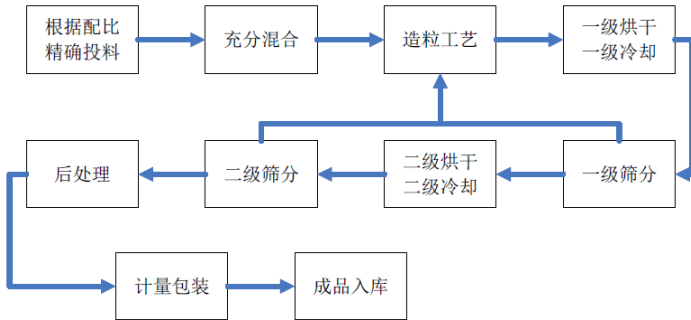 根据配比
精确投料
充分混合
造粒工艺
一级烘干
一级冷却
一级筛分
二级烘干
二级冷却
二级筛分
后处理
计量包装
成品入库